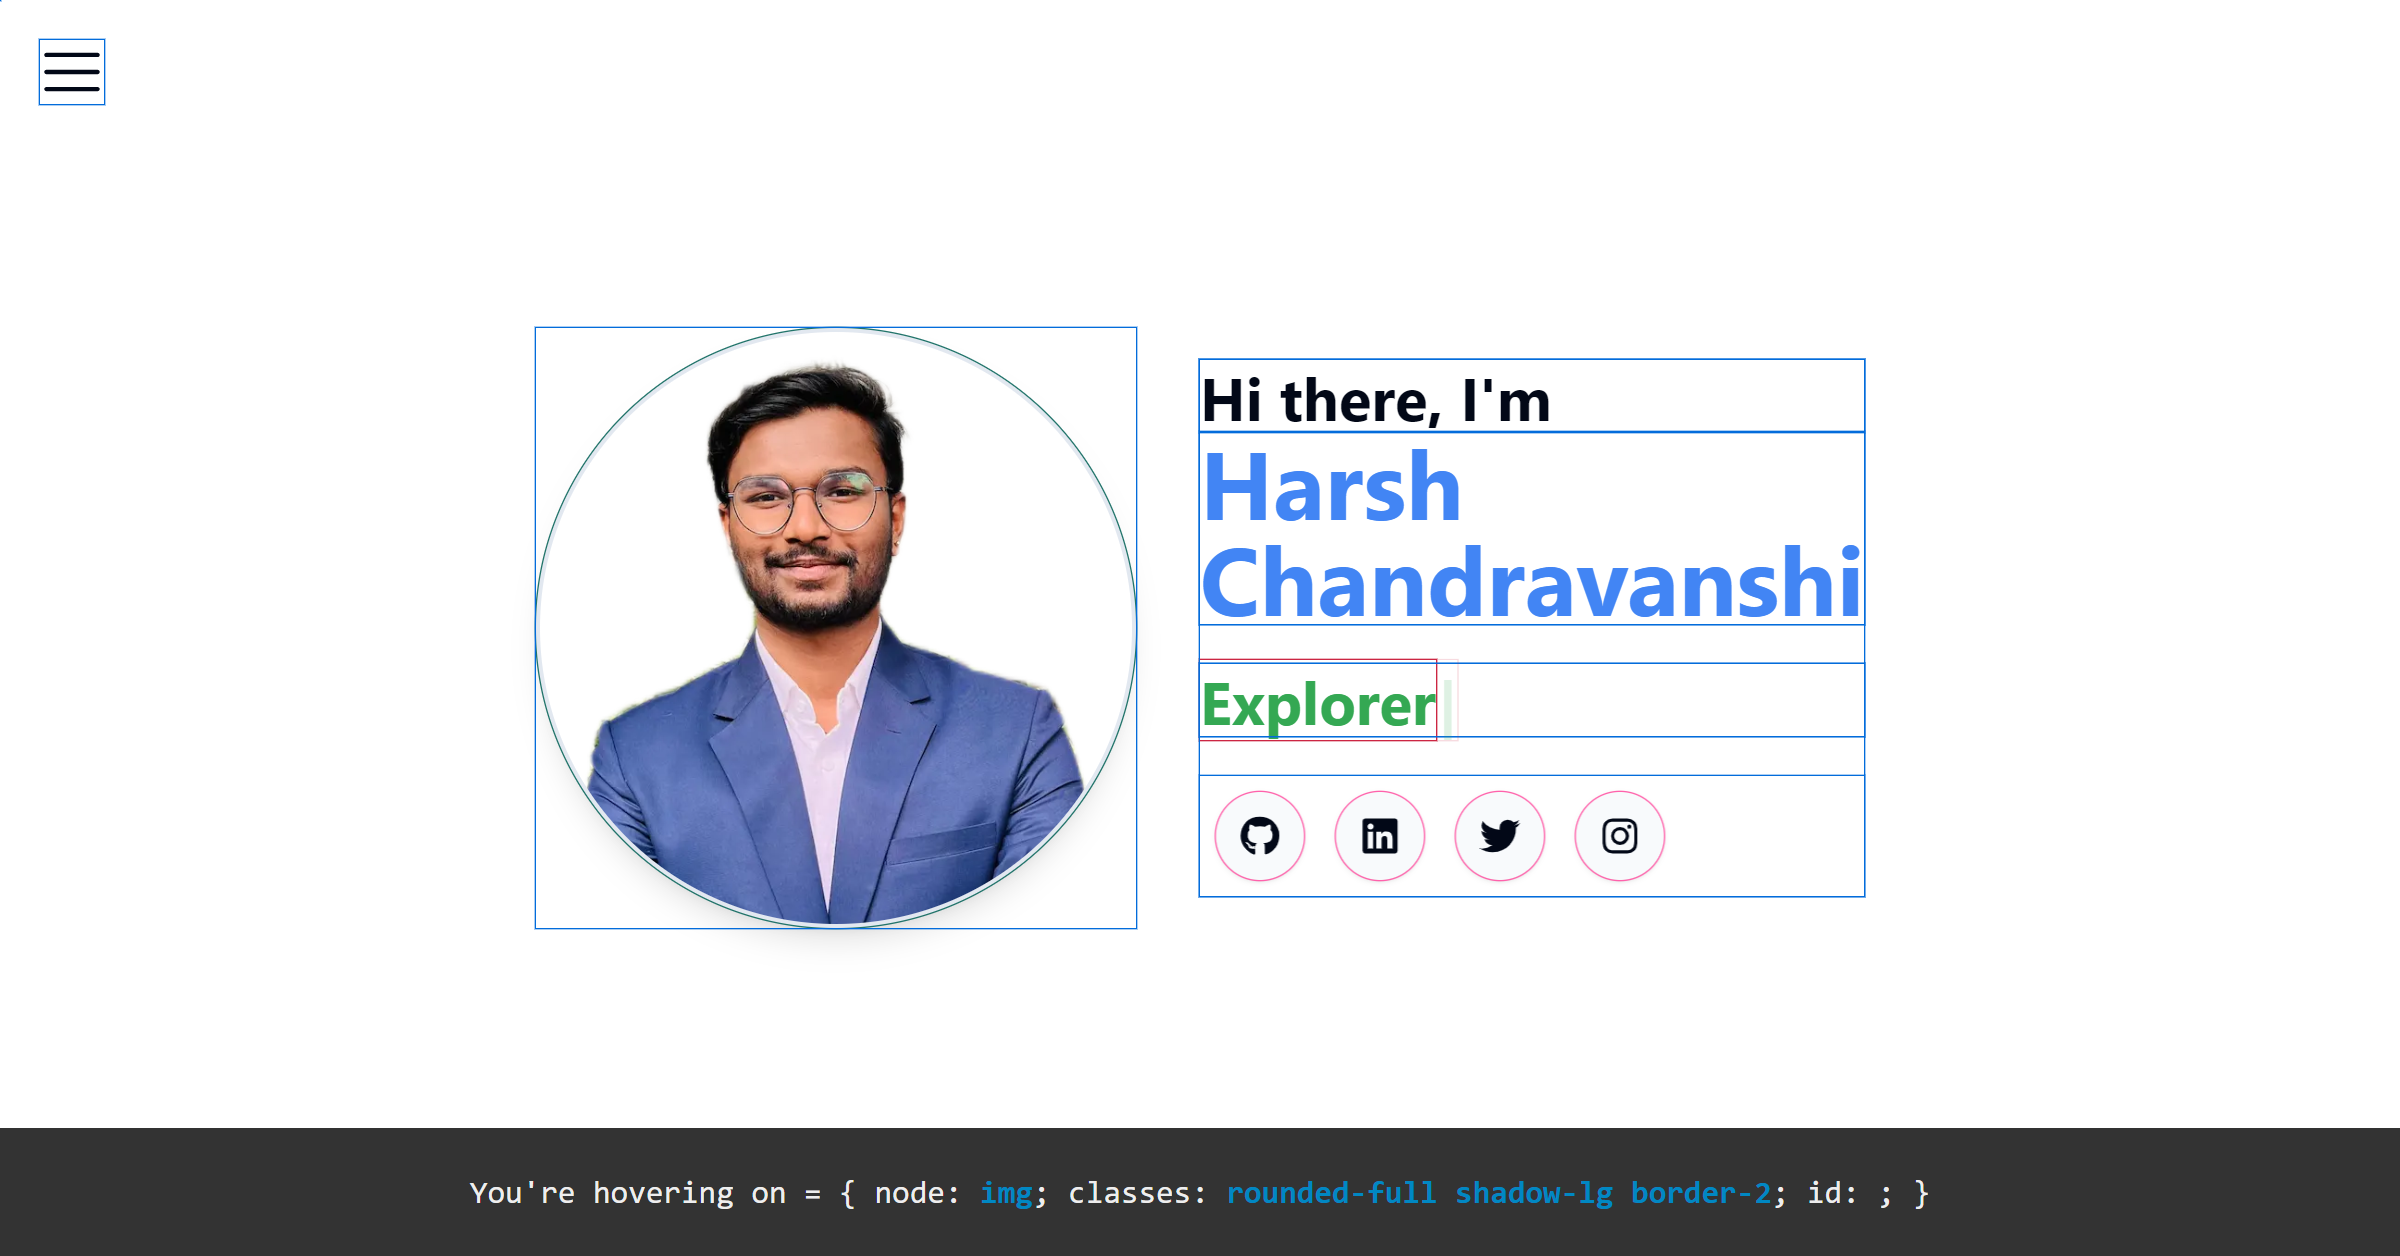 Hi there, I'm
Harsh
Chandravanshi
Explorer
You're hovering on = { node: img; classes: rounded-full shadow-lg border-2; id: ; }